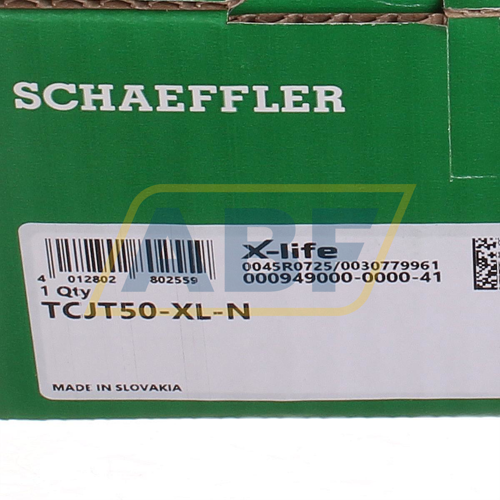 SCHAEFFLER
ABF
X-life
0045R0725/0030779961
000949000-0000-41
4 012802 802559
1 Qty
TCJT50-XL-N
MADE IN SLOVAKIA